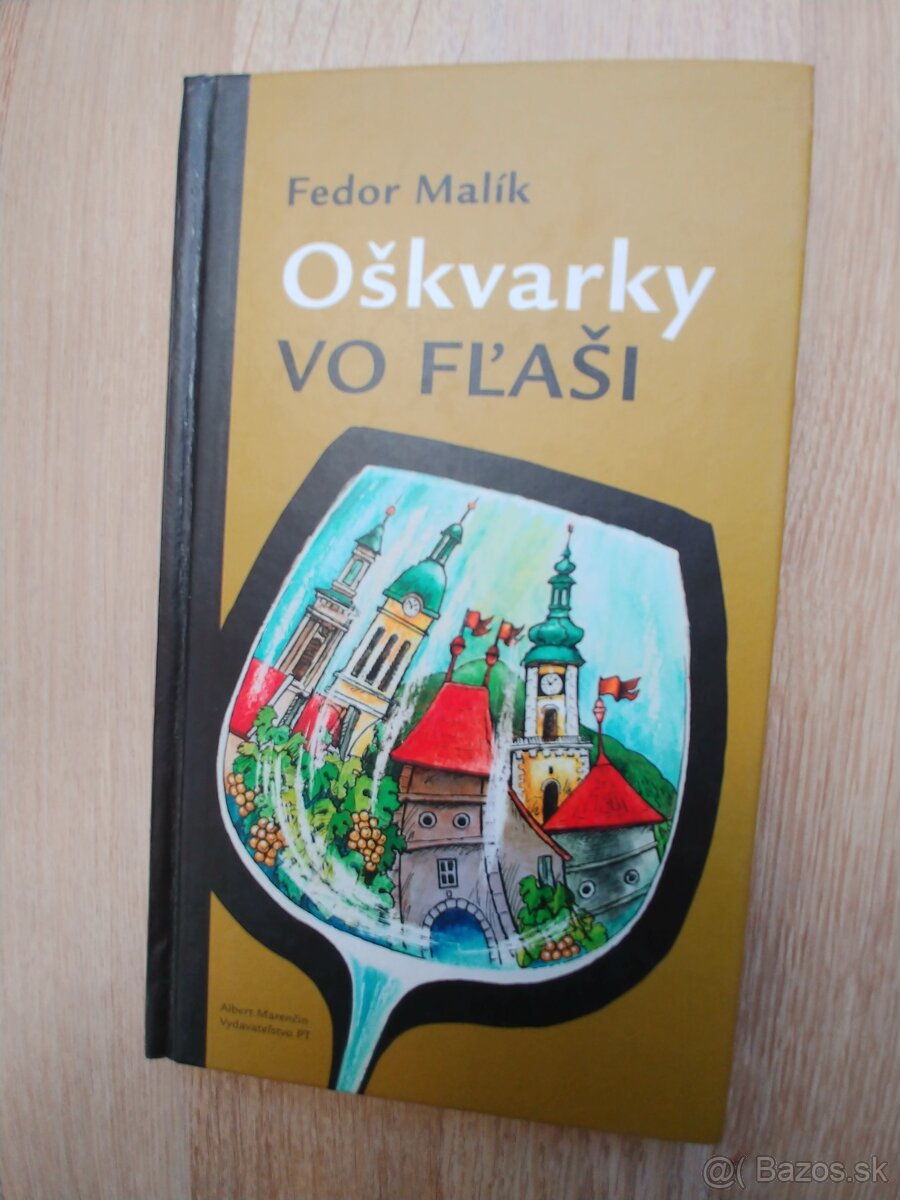 Fedor Malík
Oškvarky
VO FĽAŠI
Albert Marenčin
Vydavateľstvo PT
@( Bazos.sk